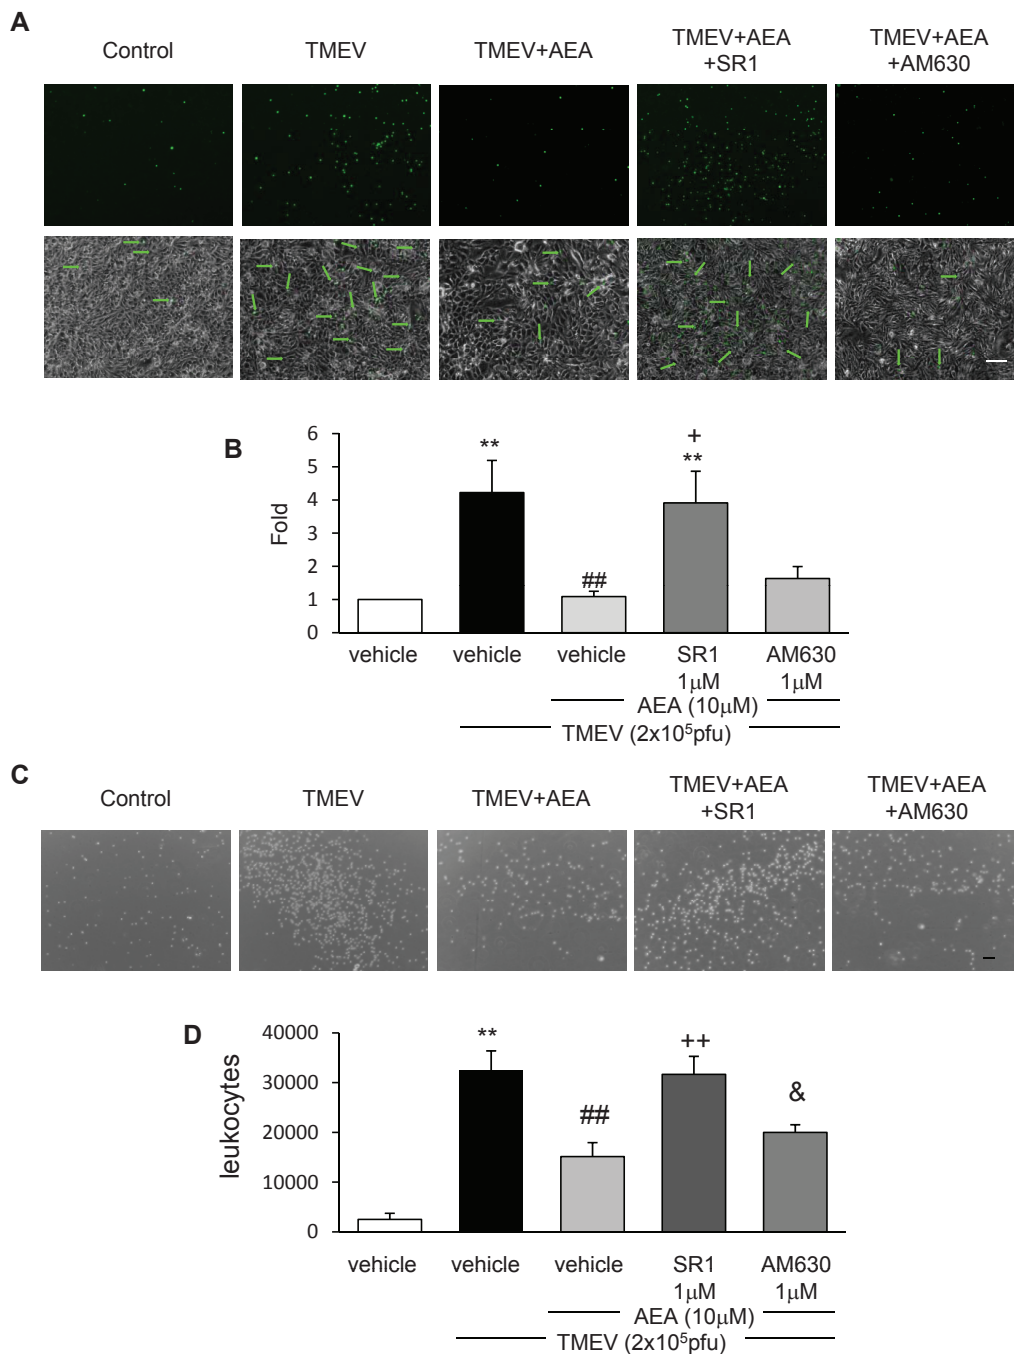 A
Control
TMEV
TMEV+AEA
TMEV+AEA
+SR1
TMEV+AEA
+AM630
B
Fold
6
5
4
3
2
1
0
**
##
+
**
vehicle
vehicle
vehicle
SR1
1μM
AM630
1μM
AEA (10μM)
TMEV (2x10⁵pfu)
C
Control
TMEV
TMEV+AEA
TMEV+AEA
+SR1
TMEV+AEA
+AM630
D
leukocytes
40000
30000
20000
10000
0
**
##
++
&
vehicle
vehicle
vehicle
SR1
1μM
AM630
1μM
AEA (10μM)
TMEV (2x10⁵pfu)